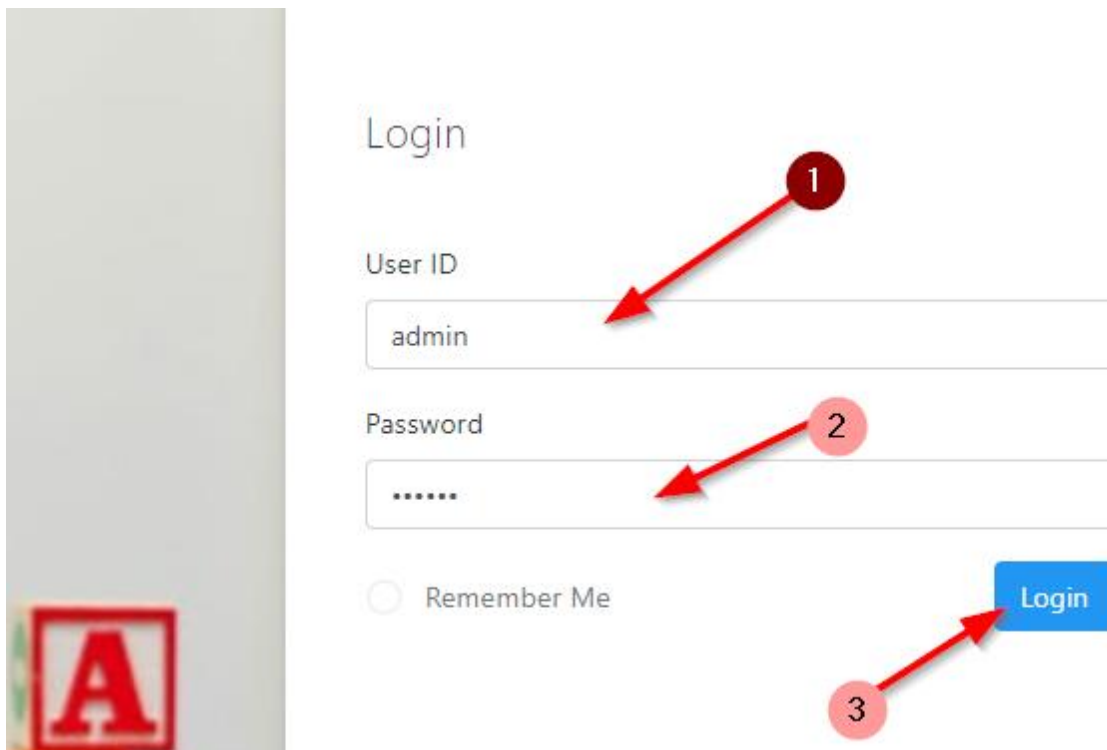 Login
1
User ID
admin
Password
2
••••••
Remember Me
Login
3
A